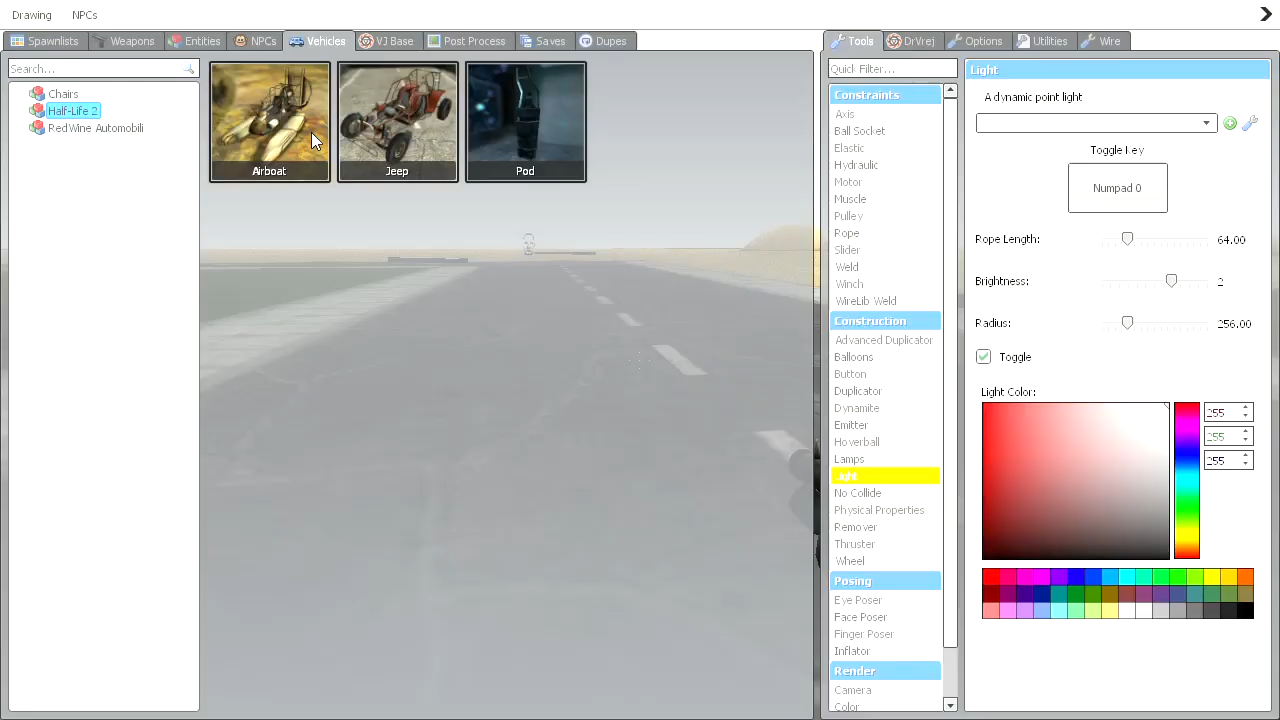 Drawing NPCs
Spawnlists Weapons Entities NPCs Vehicles VJ Base Post Process Saves Dupes
Tools DrVrej Options Utilities Wire
Search...
Chairs
Half-Life 2
RedWine Automobili
Airboat Jeep Pod
Quick Filter...
Constraints
Axis
Ball Socket
Elastic
Hydraulic
Motor
Muscle
Pulley
Rope
Slider
Weld
Winch
WireLib Weld
Construction
Advanced Duplicator
Balloons
Button
Duplicator
Dynamite
Emitter
Hoverball
Lamps
Light
No Collide
Physical Properties
Remover
Thruster
Wheel
Posing
Eye Poser
Face Poser
Finger Poser
Inflator
Render
Camera
Color
Light
A dynamic point light
Toggle Key
Numpad 0
Rope Length: 64.00
Brightness: 2
Radius: 256.00
Toggle
Light Color:
255
255
255